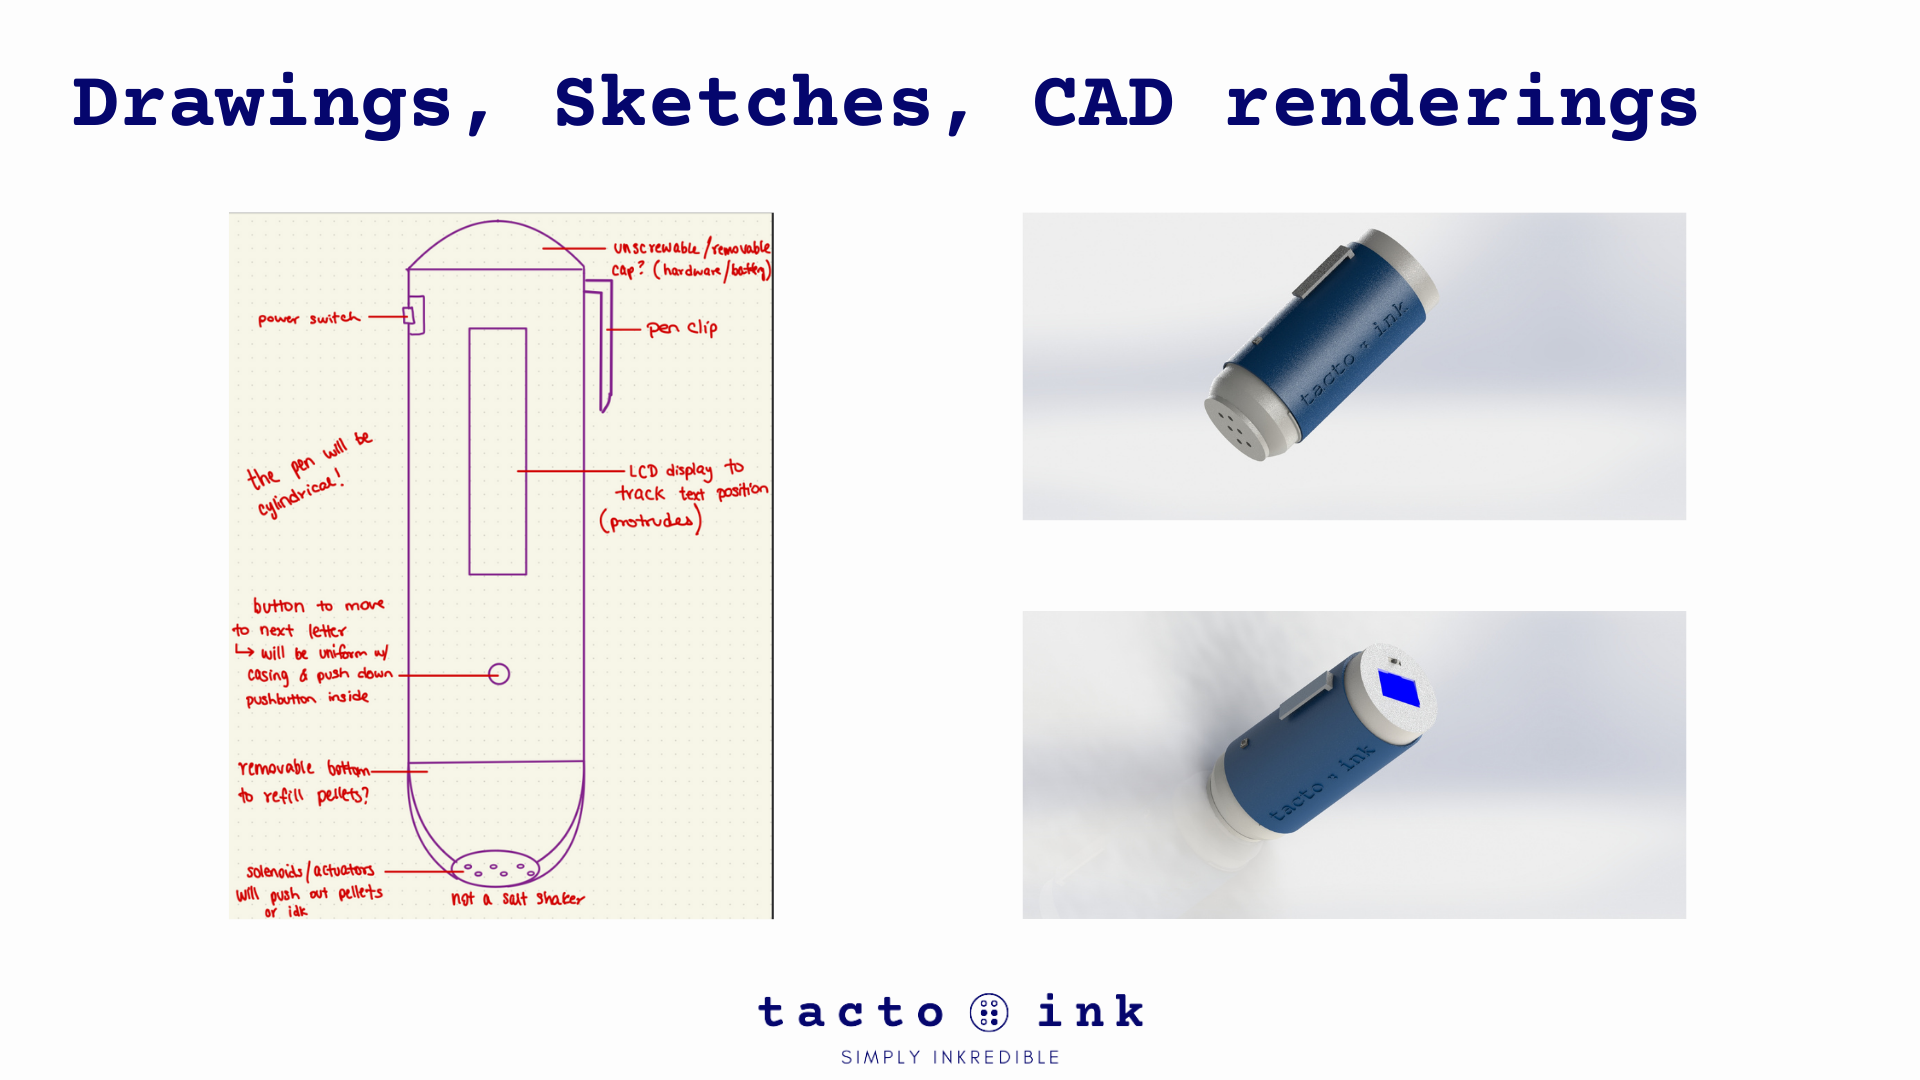 Drawings, Sketches, CAD renderings
unscrewable/removable
cap? (hardware/battery)
power switch
pen clip
the pen will be
cylindrical!
LCD display to
track text position
(protrudes)
button to move
to next letter
↳ will be uniform w/
casing & push down
pushbutton inside
removable bottom
to refill pellets?
solenoids/actuators
will push out pellets
or idk
not a salt shaker
tacto ink
tacto ink
tacto ink
SIMPLY INKREDIBLE